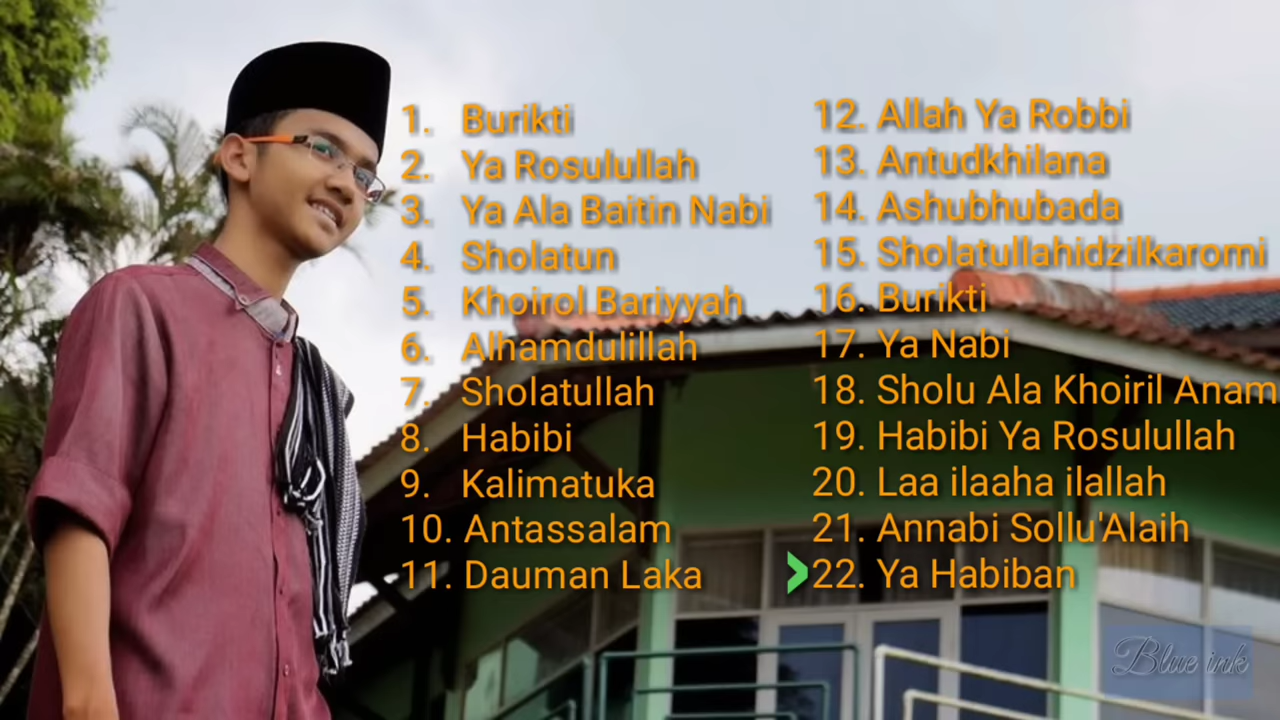 1. Burikti
2. Ya Rosulullah
3. Ya Ala Baitin Nabi
4. Sholatun
5. Khoirol Bariyyah
6. Alhamdulillah
7. Sholatullah
8. Habibi
9. Kalimatuka
10. Antassalam
11. Dauman Laka
12. Allah Ya Robbi
13. Antudkhilana
14. Ashubhubada
15. Sholatullahidzilkaromi
16. Burikti
17. Ya Nabi
18. Sholu Ala Khoiril Anam
19. Habibi Ya Rosulullah
20. Laa ilaaha ilallah
21. Annabi Sollu'Alaih
22. Ya Habiban
Blue ink